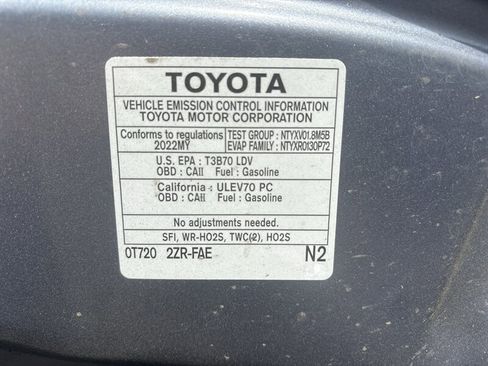 TOYOTA
VEHICLE EMISSION CONTROL INFORMATION
TOYOTA MOTOR CORPORATION
Conforms to regulations
2022MY
TEST GROUP : NTYXV01.8M5B
EVAP FAMILY : NTYXR0130P72
U.S. EPA : T3B70 LDV
OBD : CAII Fuel : Gasoline
California : ULEV70 PC
OBD : CAII Fuel : Gasoline
No adjustments needed.
SFI, WR-HO2S, TWC(2), HO2S
0T720 2ZR-FAE N2